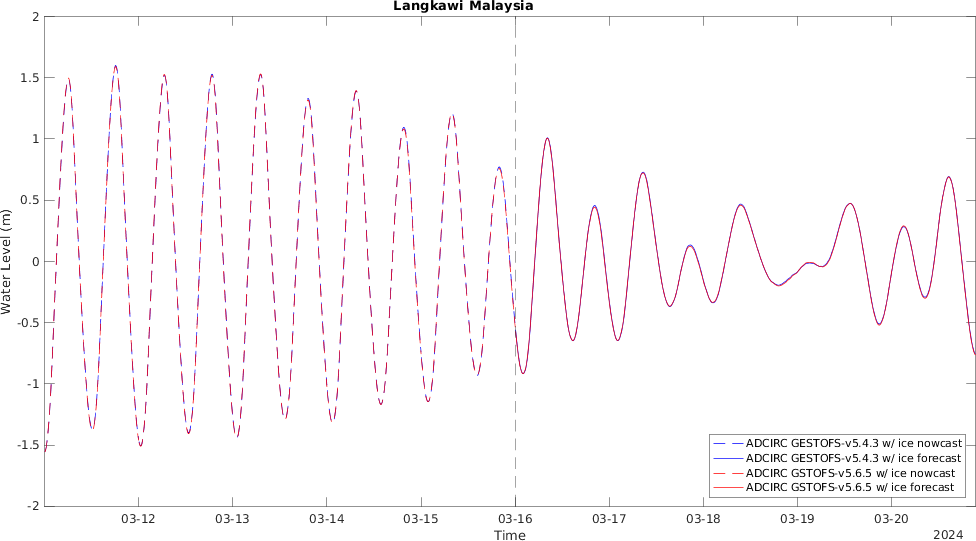 Langkawi Malaysia
2
1.5
1
0.5
0
-0.5
-1
-1.5
-2
Water Level (m)
03-12 03-13 03-14 03-15 03-16 03-17 03-18 03-19 03-20
Time
2024
ADCIRC GESTOFS-v5.4.3 w/ ice nowcast
ADCIRC GESTOFS-v5.4.3 w/ ice forecast
ADCIRC GSTOFS-v5.6.5 w/ ice nowcast
ADCIRC GSTOFS-v5.6.5 w/ ice forecast